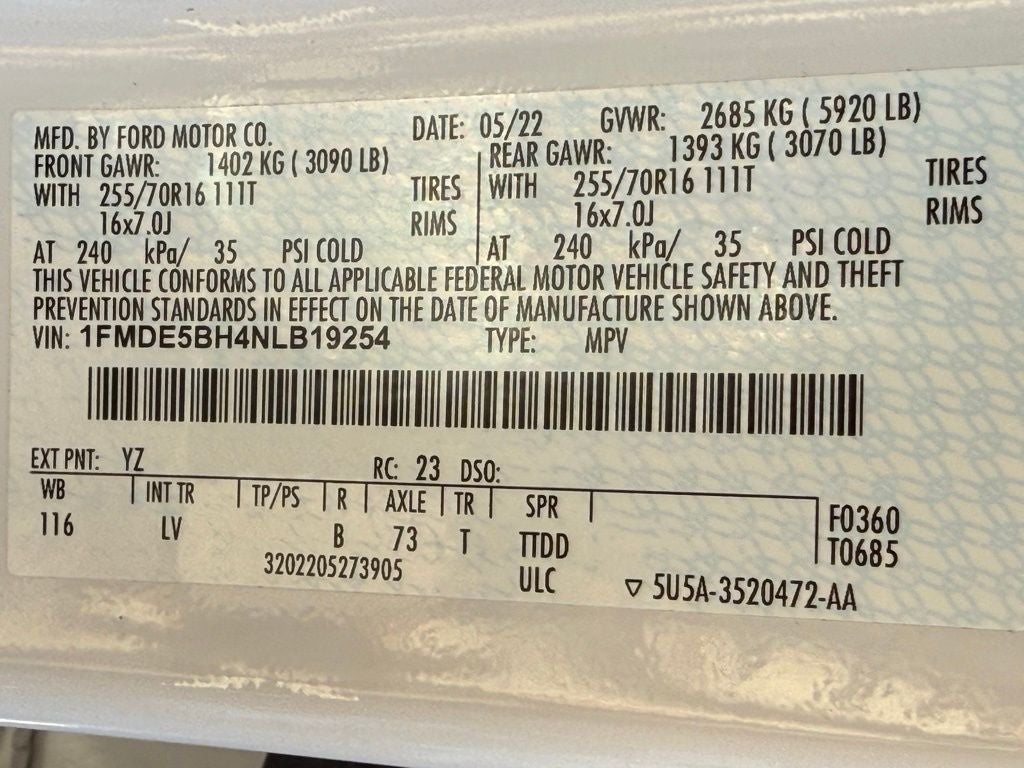 MFD. BY FORD MOTOR CO. DATE: 05/22 GVWR: 2685 KG ( 5920 LB)
FRONT GAWR: 1402 KG ( 3090 LB) REAR GAWR: 1393 KG ( 3070 LB)
WITH 255/70R16 111T TIRES WITH 255/70R16 111T TIRES
16x7.0J RIMS 16x7.0J RIMS
AT 240 kPa/ 35 PSI COLD AT 240 kPa/ 35 PSI COLD
THIS VEHICLE CONFORMS TO ALL APPLICABLE FEDERAL MOTOR VEHICLE SAFETY AND THEFT
PREVENTION STANDARDS IN EFFECT ON THE DATE OF MANUFACTURE SHOWN ABOVE.
VIN: 1FMDE5BH4NLB19254 TYPE: MPV
EXT PNT: YZ RC: 23 DSO:
WB INT TR TP/PS R AXLE TR SPR
116 LV B 73 T TTDD F0360
T0685
3202205273905 ULC ▽ 5U5A-3520472-AA